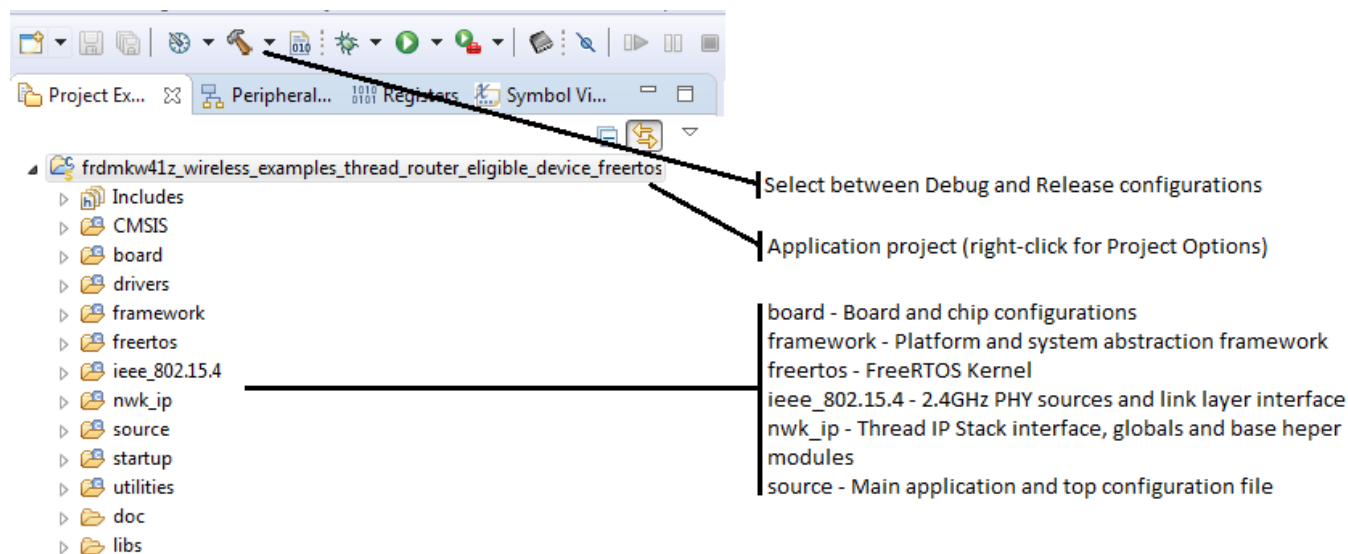 010
Project Ex...
Peripheral...
1010
0101
Registers
Symbol Vi...
frdmkw41z_wireless_examples_thread_router_eligible_device_freertos
Includes
CMSIS
board
drivers
framework
freertos
ieee_802.15.4
nwk_ip
source
startup
utilities
doc
libs
Select between Debug and Release configurations
Application project (right-click for Project Options)
board - Board and chip configurations
framework - Platform and system abstraction framework
freertos - FreeRTOS Kernel
ieee_802.15.4 - 2.4GHz PHY sources and link layer interface
nwk_ip - Thread IP Stack interface, globals and base heper
modules
source - Main application and top configuration file